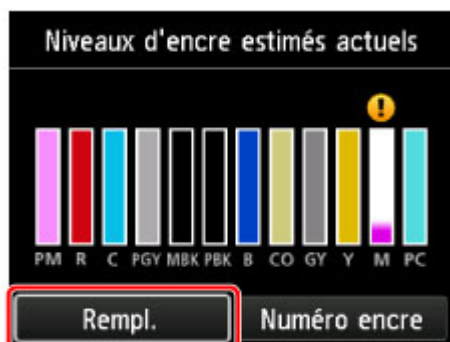 Niveaux d'encre estimés actuels
!
PM R C PGY MBK PBK B CO GY Y M PC
Rempl. Numéro encre